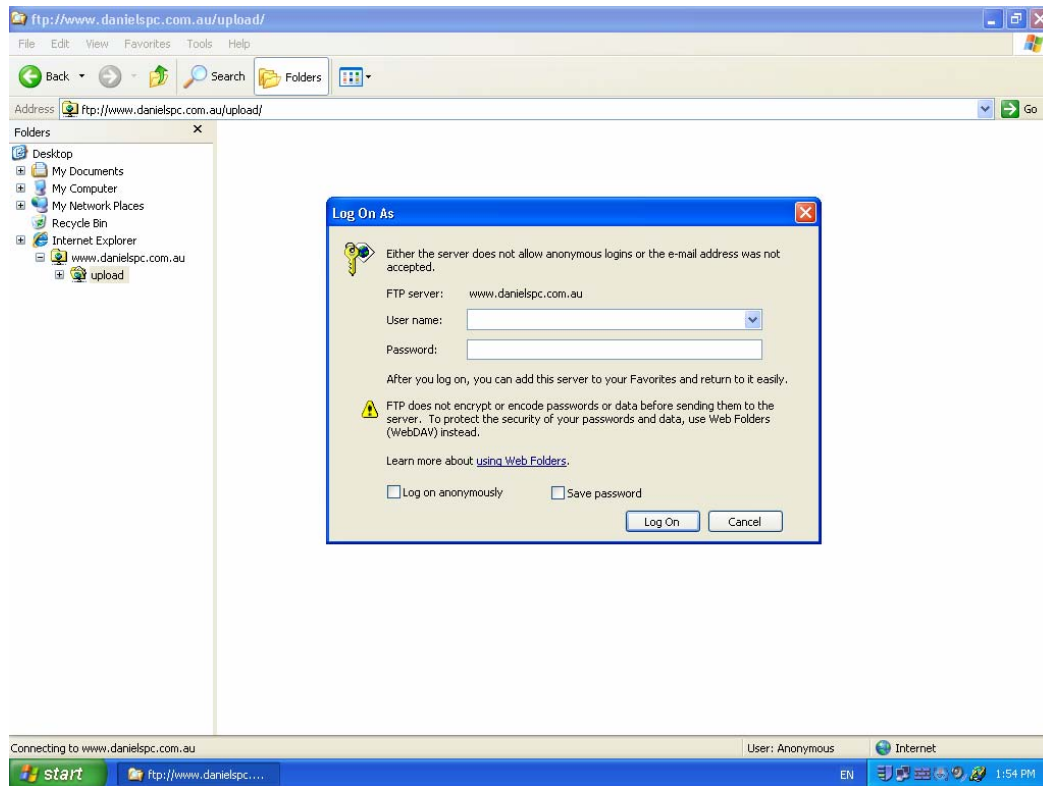 ftp://www.danielspc.com.au/upload/
File Edit View Favorites Tools Help
Back Search Folders
Address ftp://www.danielspc.com.au/upload/ Go
Folders
Desktop
My Documents
My Computer
My Network Places
Recycle Bin
Internet Explorer
www.danielspc.com.au
upload
Log On As
Either the server does not allow anonymous logins or the e-mail address was not
accepted.
FTP server: www.danielspc.com.au
User name:
Password:
After you log on, you can add this server to your Favorites and return to it easily.
FTP does not encrypt or encode passwords or data before sending them to the
server. To protect the security of your passwords and data, use Web Folders
(WebDAV) instead.
Learn more about using Web Folders.
Log on anonymously Save password
Log On Cancel
Connecting to www.danielspc.com.au User: Anonymous Internet
start ftp://www.danielspc.... EN 1:54 PM